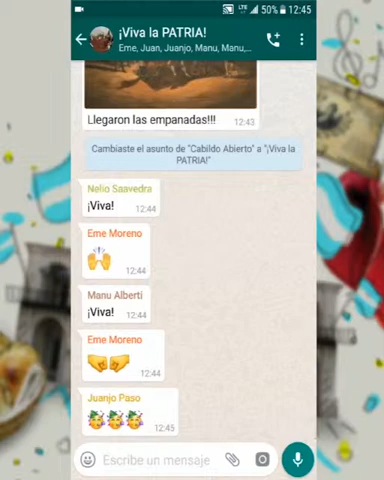 LTE 50% 12:45
¡Viva la PATRIA!
Eme, Juan, Juanjo, Manu, Manu,...
Llegaron las empanadas!!! 12:43
Cambiaste el asunto de "Cabildo Abierto" a "¡Viva la
PATRIA!"
Nelio Saavedra
¡Viva! 12:44
Eme Moreno
🙌
12:44
Manu Alberti
¡Viva! 12:44
Eme Moreno
🤛🤜
12:44
Juanjo Paso
🥳🥳🥳
12:45
Escribe un mensaje